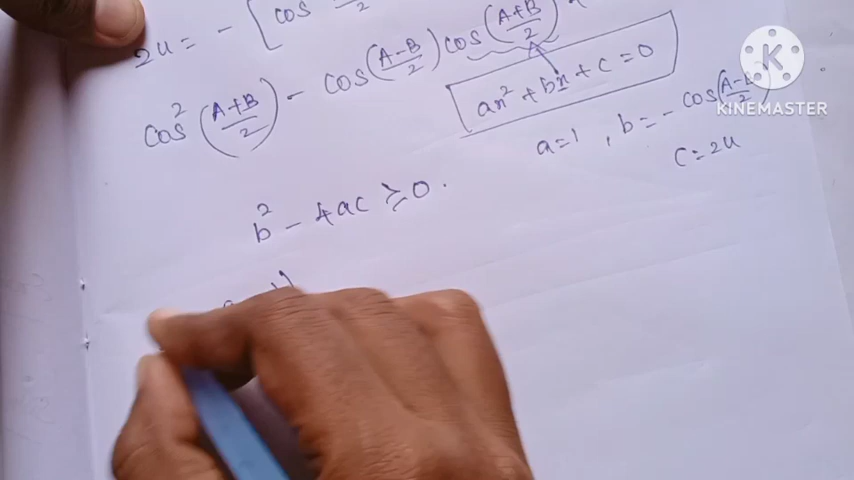 2u = - [cos
cos² (A+B/2) - cos(A-B/2) cos(A+B/2)
ax² + bx + c = 0
a=1 , b = - cos(A-B/2)
c = 2u
b² - 4ac ≥ 0.
KINEMASTER